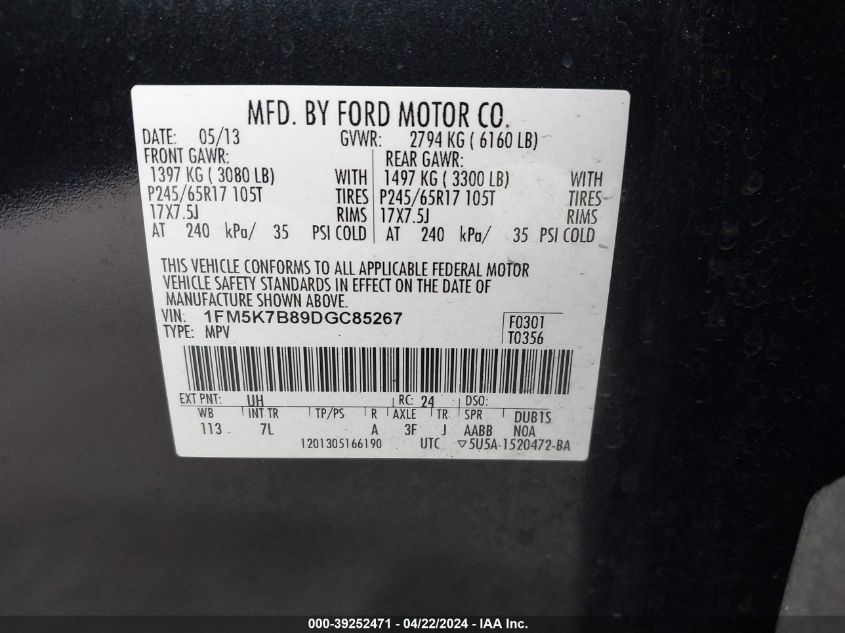 MFD. BY FORD MOTOR CO.
DATE: 05/13 GVWR: 2794 KG ( 6160 LB)
FRONT GAWR: REAR GAWR:
1397 KG ( 3080 LB) WITH 1497 KG ( 3300 LB) WITH
P245/65R17 105T TIRES P245/65R17 105T TIRES
17X7.5J RIMS 17X7.5J RIMS
AT 240 kPa/ 35 PSI COLD AT 240 kPa/ 35 PSI COLD
THIS VEHICLE CONFORMS TO ALL APPLICABLE FEDERAL MOTOR
VEHICLE SAFETY STANDARDS IN EFFECT ON THE DATE OF
MANUFACTURE SHOWN ABOVE.
VIN: 1FM5K7B89DGC85267 F0301
TYPE: MPV T0356
EXT PNT: UH RC: 24 DSO:
WB INT TR TP/PS R AXLE TR SPR DUB1S
113 7L A 3F J AABB N0A
1201305166190 UTC ▽5U5A-1520472-BA
000-39252471 - 04/22/2024 - IAA Inc.